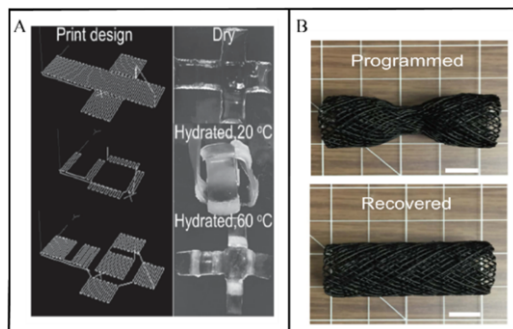 A
Print design
Dry
Hydrated,20 °C
Hydrated,60 °C
B
Programmed
Recovered